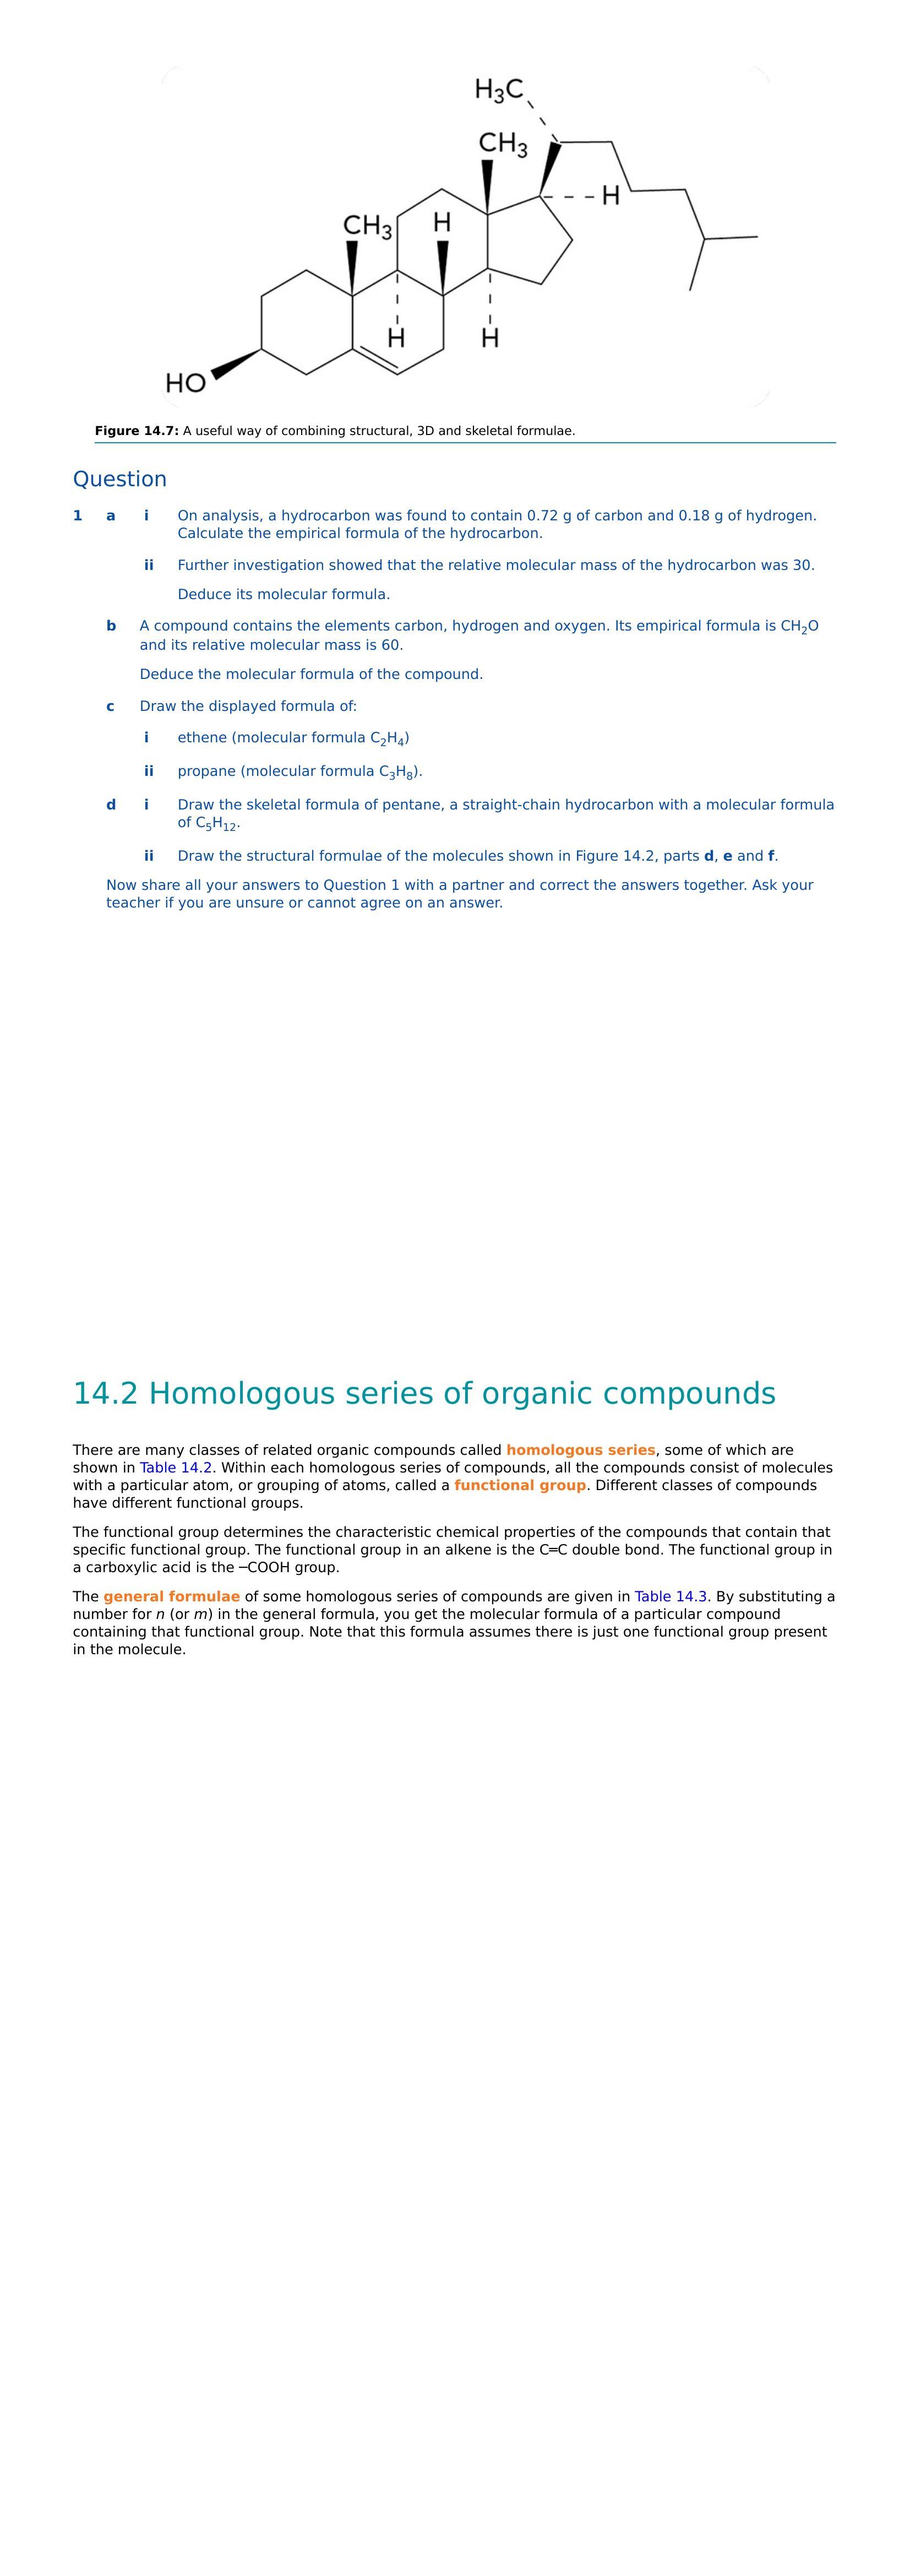 H₃C
CH₃
H
CH₃
H
H
H
HO
Figure 14.7: A useful way of combining structural, 3D and skeletal formulae.
Question
1 a i On analysis, a hydrocarbon was found to contain 0.72 g of carbon and 0.18 g of hydrogen.
Calculate the empirical formula of the hydrocarbon.
ii Further investigation showed that the relative molecular mass of the hydrocarbon was 30.
Deduce its molecular formula.
b A compound contains the elements carbon, hydrogen and oxygen. Its empirical formula is CH₂O
and its relative molecular mass is 60.
Deduce the molecular formula of the compound.
c Draw the displayed formula of:
i ethene (molecular formula C₂H₄)
ii propane (molecular formula C₃H₈).
d i Draw the skeletal formula of pentane, a straight-chain hydrocarbon with a molecular formula
of C₅H₁₂.
ii Draw the structural formulae of the molecules shown in Figure 14.2, parts d, e and f.
Now share all your answers to Question 1 with a partner and correct the answers together. Ask your
teacher if you are unsure or cannot agree on an answer.
14.2 Homologous series of organic compounds
There are many classes of related organic compounds called homologous series, some of which are
shown in Table 14.2. Within each homologous series of compounds, all the compounds consist of molecules
with a particular atom, or grouping of atoms, called a functional group. Different classes of compounds
have different functional groups.
The functional group determines the characteristic chemical properties of the compounds that contain that
specific functional group. The functional group in an alkene is the C═C double bond. The functional group in
a carboxylic acid is the ─COOH group.
The general formulae of some homologous series of compounds are given in Table 14.3. By substituting a
number for n (or m) in the general formula, you get the molecular formula of a particular compound
containing that functional group. Note that this formula assumes there is just one functional group present
in the molecule.